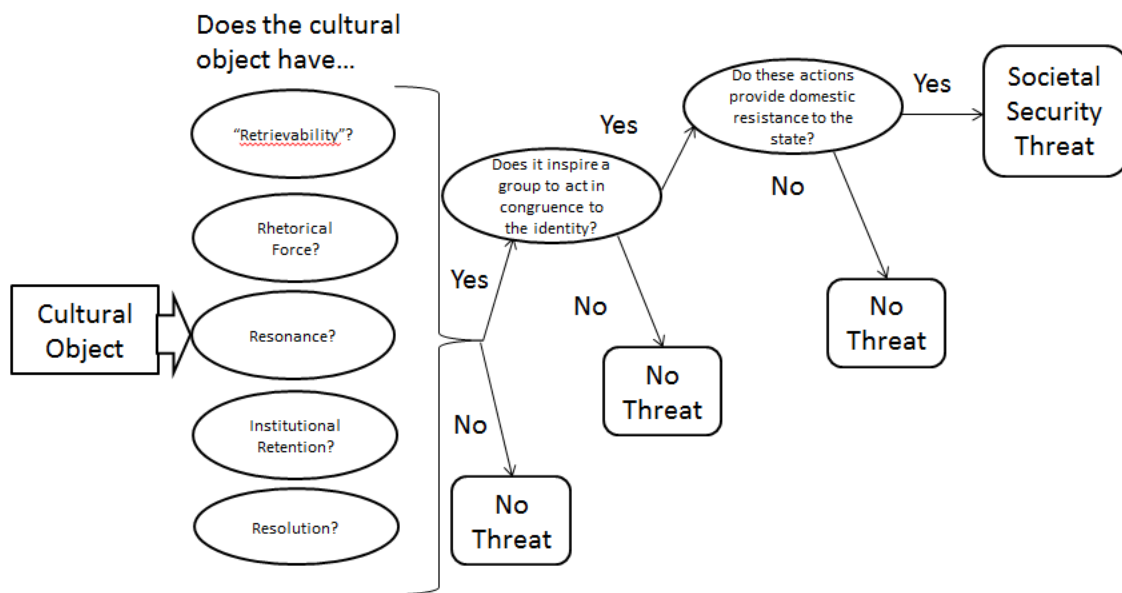 Does the cultural
object have...
"Retrievability"?
Rhetorical
Force?
Resonance?
Institutional
Retention?
Resolution?
Cultural
Object
Yes
No
No
Threat
Does it inspire a
group to act in
congruence to
the identity?
Yes
No
No
Threat
Do these actions
provide domestic
resistance to the
state?
Yes
No
No
Threat
Societal
Security
Threat